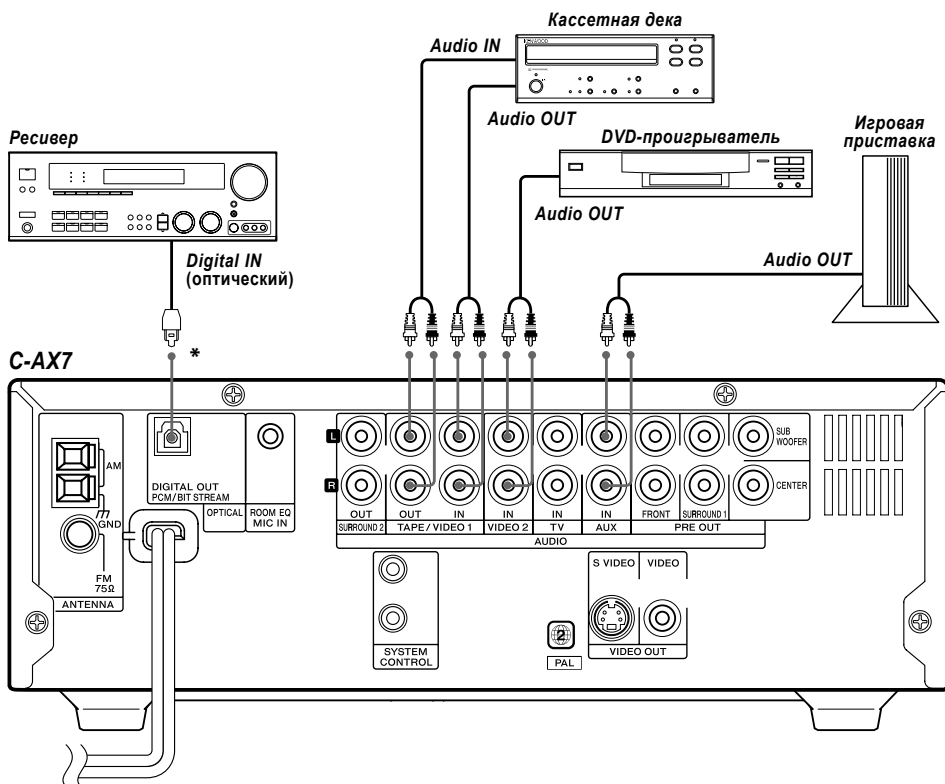 Кассетная дека
Audio IN
KENWOOD
Audio OUT
DVD-проигрыватель
Игровая
приставка
Ресивер
Audio OUT
Audio OUT
Digital IN
(оптический)
*
C-AX7
L
SUB
WOOFER
AM
R
CENTER
DIGITAL OUT
PCM/BIT STREAM
OPTICAL
ROOM EQ
MIC IN
GND
OUT
OUT
IN
IN
IN
IN
FRONT
SURROUND 1
SURROUND 2
TAPE / VIDEO 1
VIDEO 2
TV
AUX
PRE OUT
AUDIO
FM
75Ω
ANTENNA
S VIDEO
VIDEO
SYSTEM
CONTROL
2
PAL
VIDEO OUT